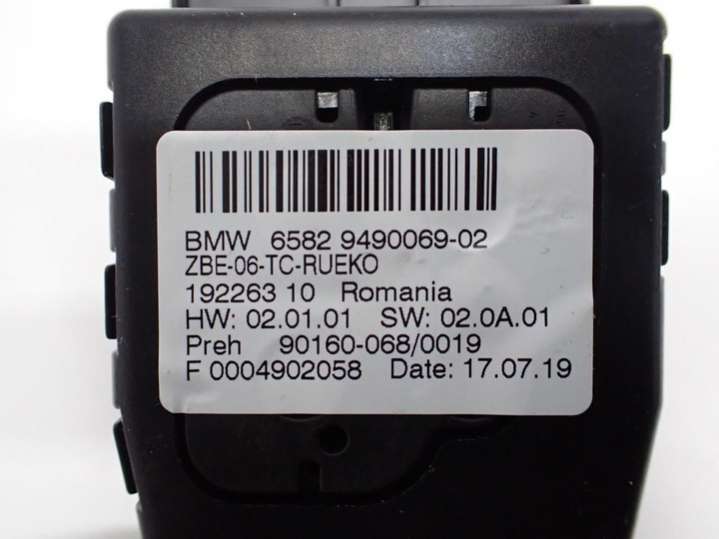 BMW 6582 9490069-02
ZBE-06-TC-RUEKO
192263 10 Romania
HW: 02.01.01 SW: 02.0A.01
Preh 90160-068/0019
F 0004902058 Date: 17.07.19